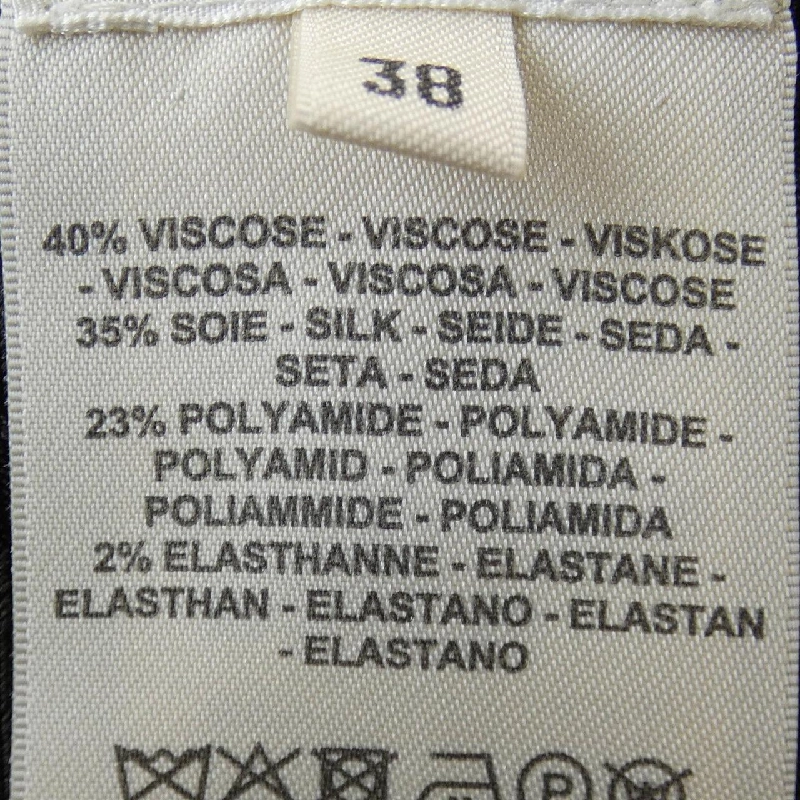 38
40% VISCOSE - VISCOSE - VISKOSE
- VISCOSA - VISCOSA - VISCOSE
35% SOIE - SILK - SEIDE - SEDA -
SETA - SEDA
23% POLYAMIDE - POLYAMIDE -
POLYAMID - POLIAMIDA -
POLIAMMIDE - POLIAMIDA
2% ELASTHANNE - ELASTANE -
ELASTHAN - ELASTANO - ELASTAN
- ELASTANO
P